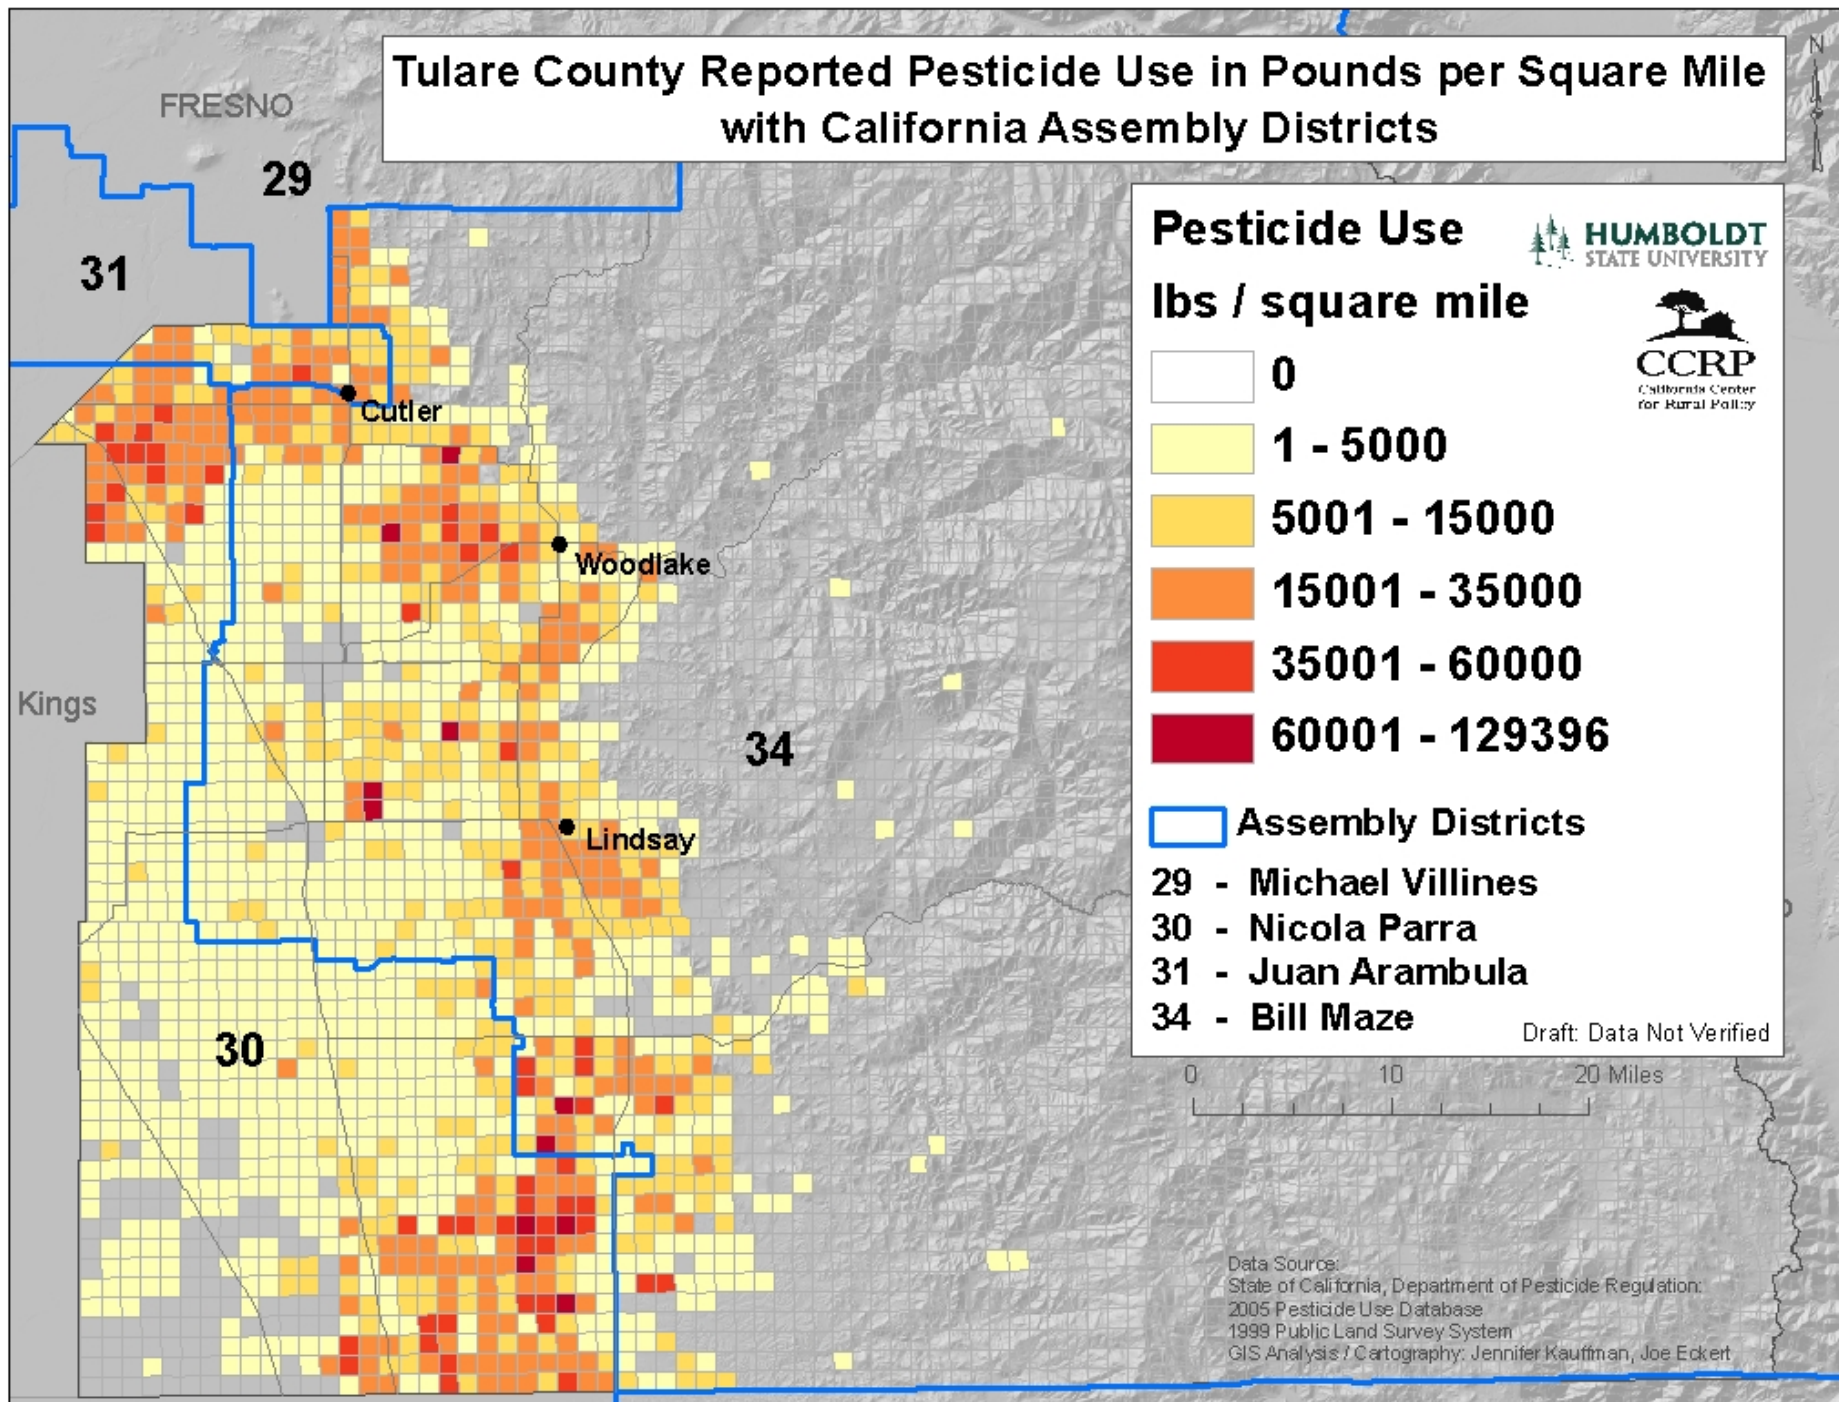 Tulare County Reported Pesticide Use in Pounds per Square Mile
with California Assembly Districts
N
FRESNO
29
31
Cutler
Woodlake
Kings
34
Lindsay
30
Pesticide Use
HUMBOLDT
STATE UNIVERSITY
lbs / square mile
CCRP
California Center
for Rural Policy
0
1 - 5000
5001 - 15000
15001 - 35000
35001 - 60000
60001 - 129396
Assembly Districts
29 - Michael Villines
30 - Nicola Parra
31 - Juan Arambula
34 - Bill Maze
Draft: Data Not Verified
0 10 20 Miles
Data Source:
State of California, Department of Pesticide Regulation:
2005 Pesticide Use Database
1999 Public Land Survey System
GIS Analysis / Cartography: Jennifer Kauffman, Joe Eckert